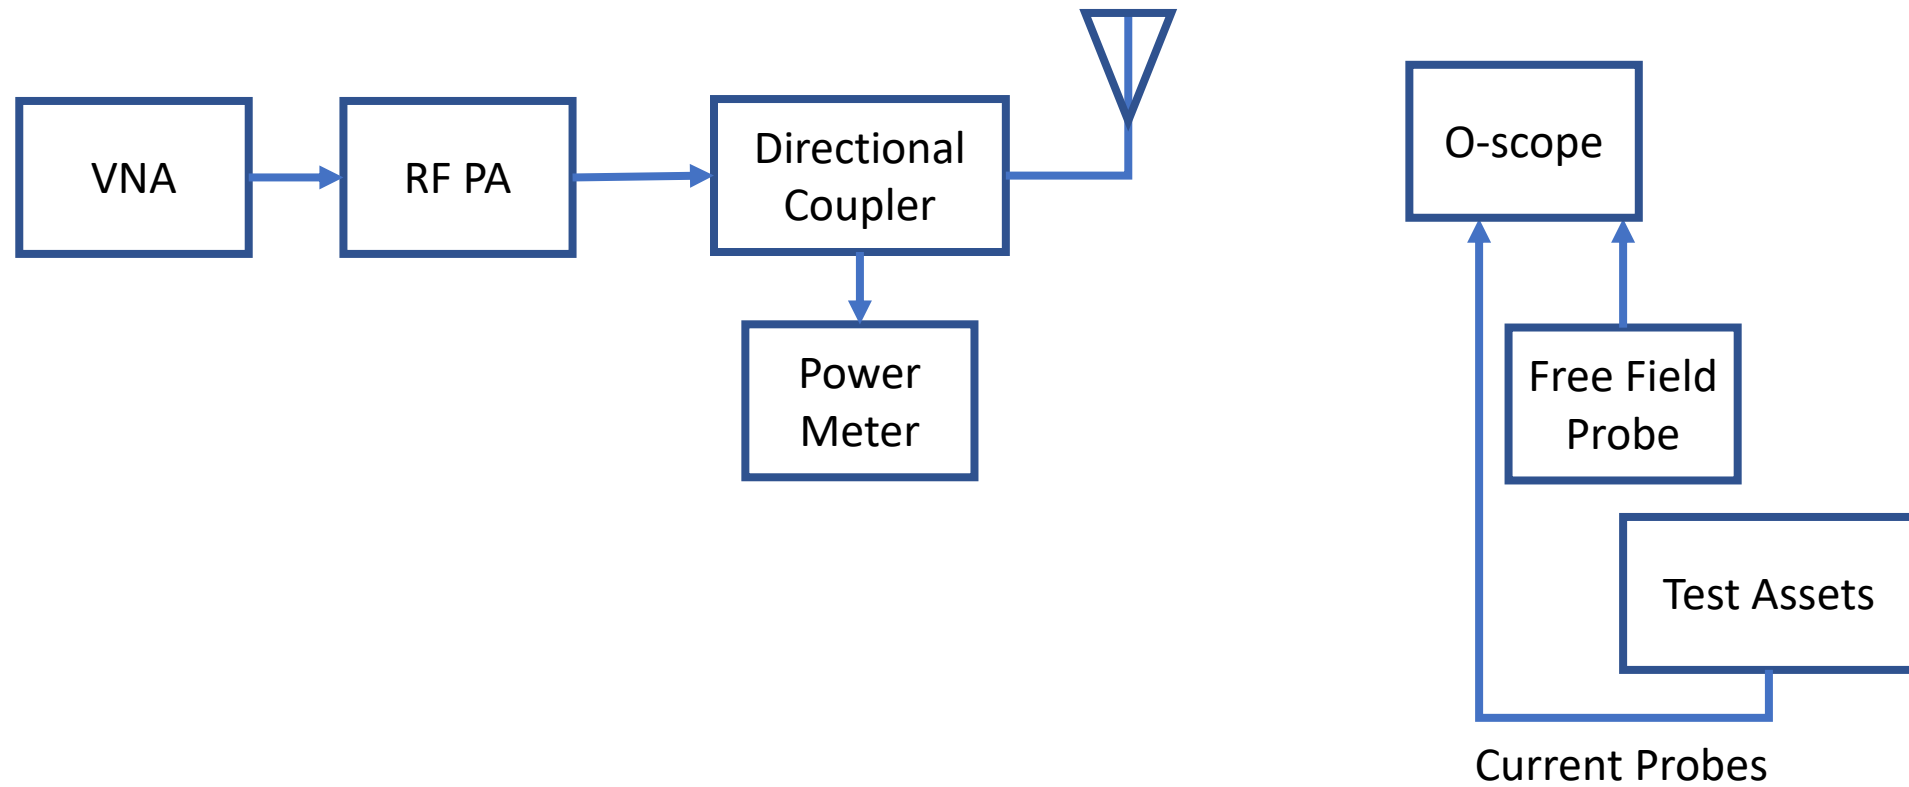 VNA
RF PA
Directional
Coupler
Power
Meter
O-scope
Free Field
Probe
Test Assets
Current Probes